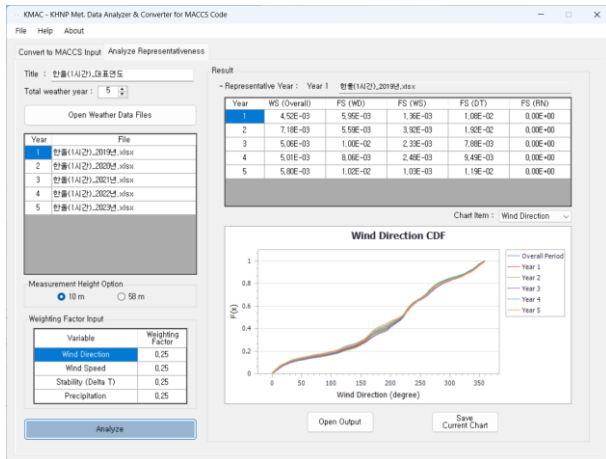 KMAC - KHNP Met. Data Analyzer & Converter for MACCS Code
File Help About
Convert to MACCS Input Analyze Representativeness
Title : 한울(1시간)_대표연도
Total weather year : 5
Open Weather Data Files
Year File
1 한울(1시간)_2019년.xlsx
2 한울(1시간)_2020년.xlsx
3 한울(1시간)_2021년.xlsx
4 한울(1시간)_2022년.xlsx
5 한울(1시간)_2023년.xlsx
Measurement Height Option
10 m 58 m
Weighting Factor Input
Variable Weighting Factor
Wind Direction 0.25
Wind Speed 0.25
Stability (Delta T) 0.25
Precipitation 0.25
Analyze
Result
- Representative Year : Year 1 한울(1시간)_2019년.xlsx
Year WS (Overall) FS (WD) FS (WS) FS (DT) FS (RN)
1 4.52E-03 5.95E-03 1.36E-03 1.08E-02 0.00E+00
2 7.18E-03 5.59E-03 3.92E-03 1.92E-02 0.00E+00
3 5.06E-03 1.00E-02 2.33E-03 7.88E-03 0.00E+00
4 5.01E-03 8.06E-03 2.48E-03 9.49E-03 0.00E+00
5 5.80E-03 1.02E-02 1.03E-03 1.19E-02 0.00E+00
Chart Item : Wind Direction
Wind Direction CDF
F(x)
1
0.8
0.6
0.4
0.2
0
0 50 100 150 200 250 300 350
Wind Direction (degree)
Overall Period
Year 1
Year 2
Year 3
Year 4
Year 5
Open Output
Save
Current Chart